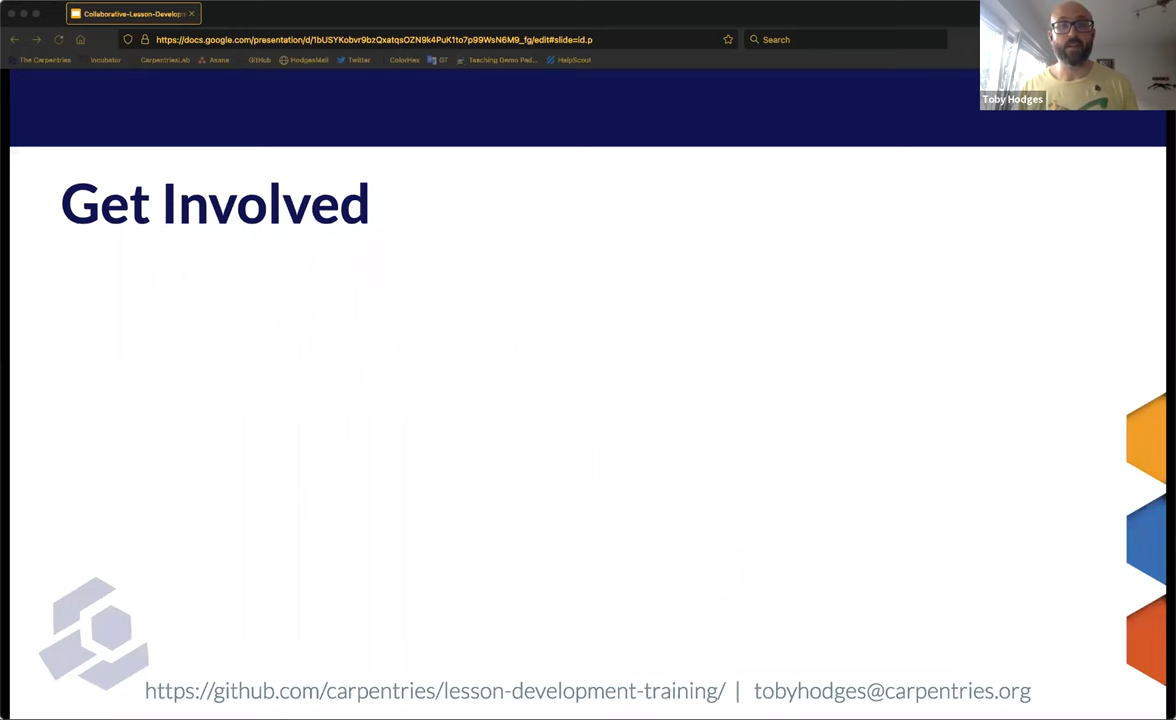 Collaborative-Lesson-Develop
https://docs.google.com/presentation/d/1bUSYKobvr9bzQxatqsOZN9k4PuK1to7p99WsN6M9_fg/edit#slide=id.p
Search
The Carpentries Incubator CarpentriesLab Asana GitHub HodgesMail Twitter ColorHex GT Teaching Demo Pad... HelpScout
Toby Hodges
Get Involved
https://github.com/carpentries/lesson-development-training/ | tobyhodges@carpentries.org